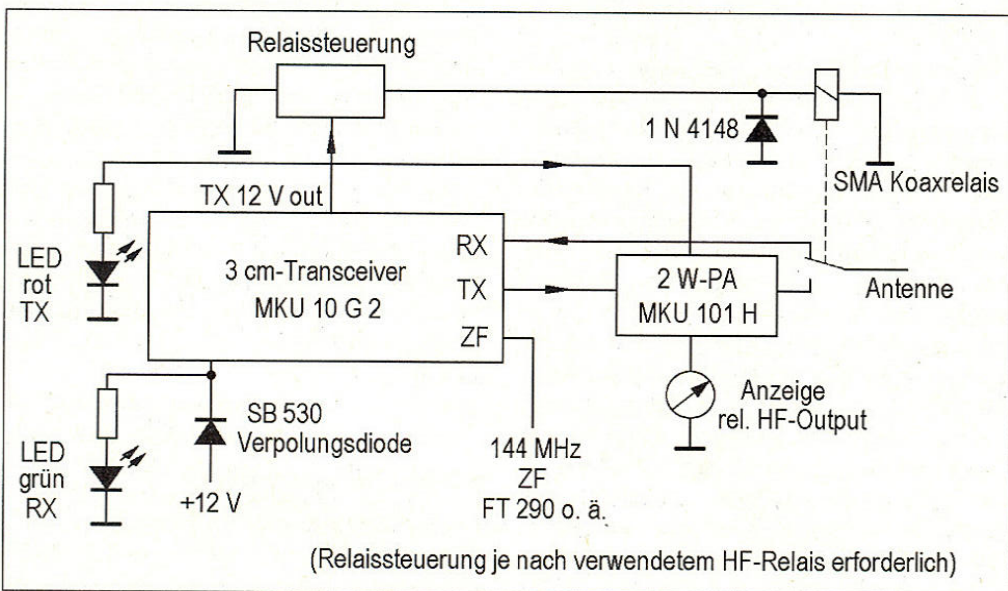 Relaissteuerung
1 N 4148
SMA Koaxrelais
TX 12 V out
LED
rot
TX
3 cm-Transceiver
MKU 10 G 2
RX
TX
ZF
2 W-PA
MKU 101 H
Antenne
SB 530
Verpolungsdiode
+12 V
LED
grün
RX
144 MHz
ZF
FT 290 o. ä.
Anzeige
rel. HF-Output
(Relaissteuerung je nach verwendetem HF-Relais erforderlich)